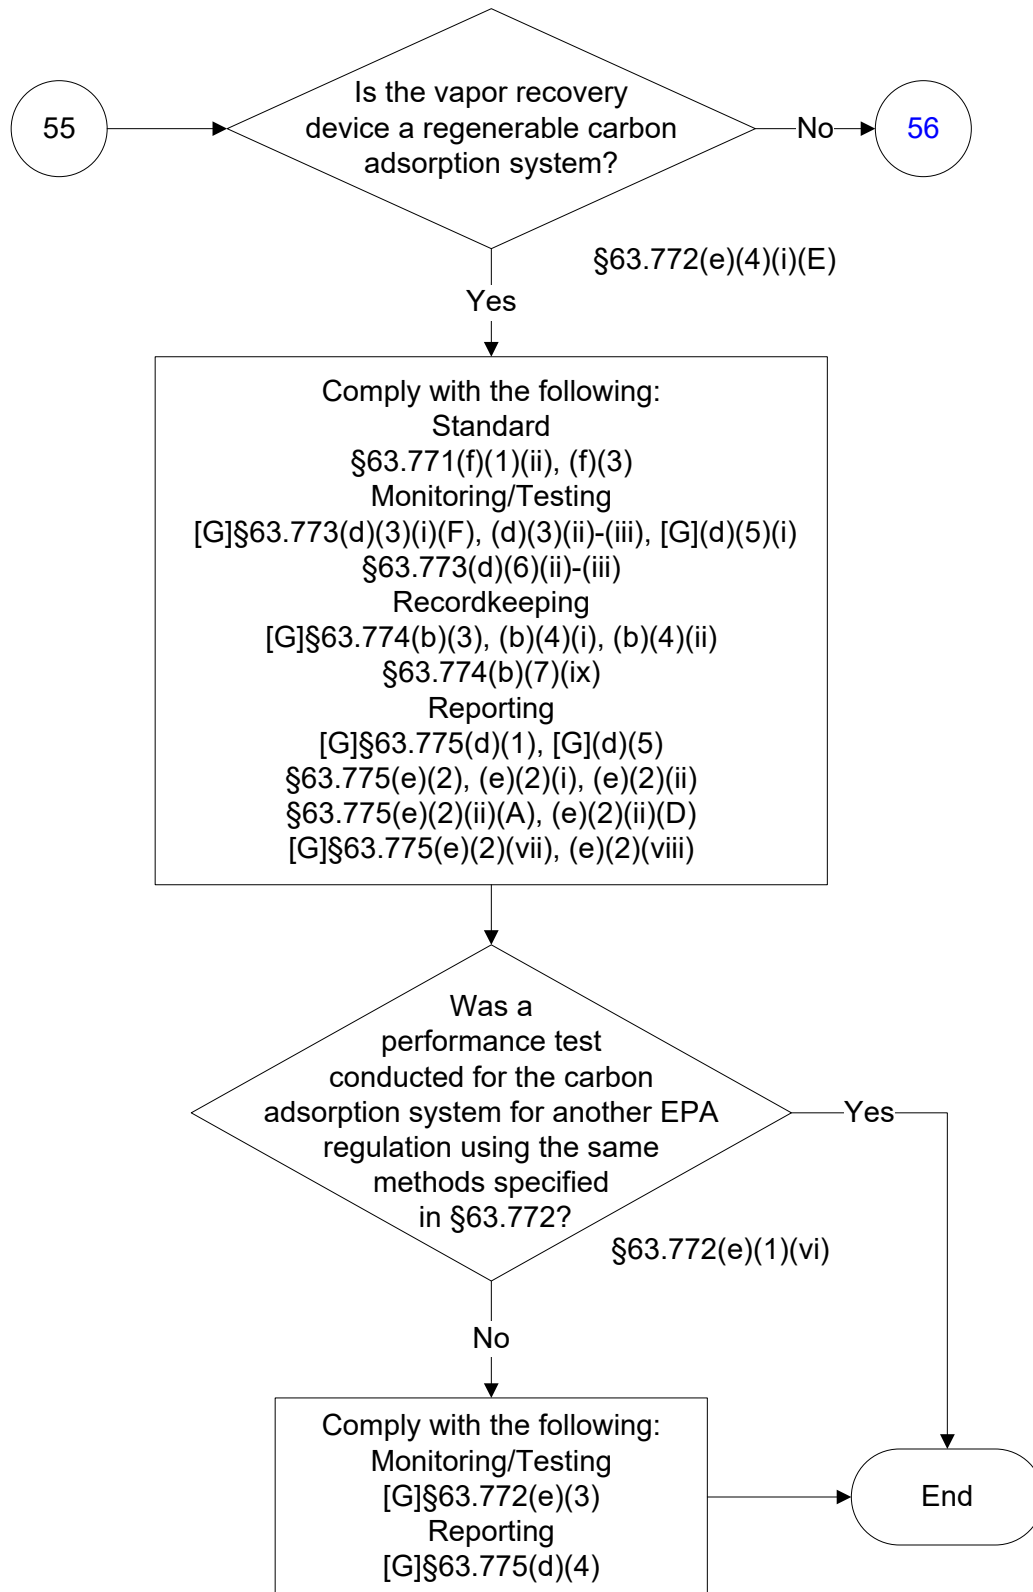 55
Is the vapor recovery
device a regenerable carbon
adsorption system?
No
56
§63.772(e)(4)(i)(E)
Yes
Comply with the following:
Standard
§63.771(f)(1)(ii), (f)(3)
Monitoring/Testing
[G]§63.773(d)(3)(i)(F), (d)(3)(ii)-(iii), [G](d)(5)(i)
§63.773(d)(6)(ii)-(iii)
Recordkeeping
[G]§63.774(b)(3), (b)(4)(i), (b)(4)(ii)
§63.774(b)(7)(ix)
Reporting
[G]§63.775(d)(1), [G](d)(5)
§63.775(e)(2), (e)(2)(i), (e)(2)(ii)
§63.775(e)(2)(ii)(A), (e)(2)(ii)(D)
[G]§63.775(e)(2)(vii), (e)(2)(viii)
Was a
performance test
conducted for the carbon
adsorption system for another EPA
regulation using the same
methods specified
in §63.772?
Yes
§63.772(e)(1)(vi)
No
Comply with the following:
Monitoring/Testing
[G]§63.772(e)(3)
Reporting
[G]§63.775(d)(4)
End